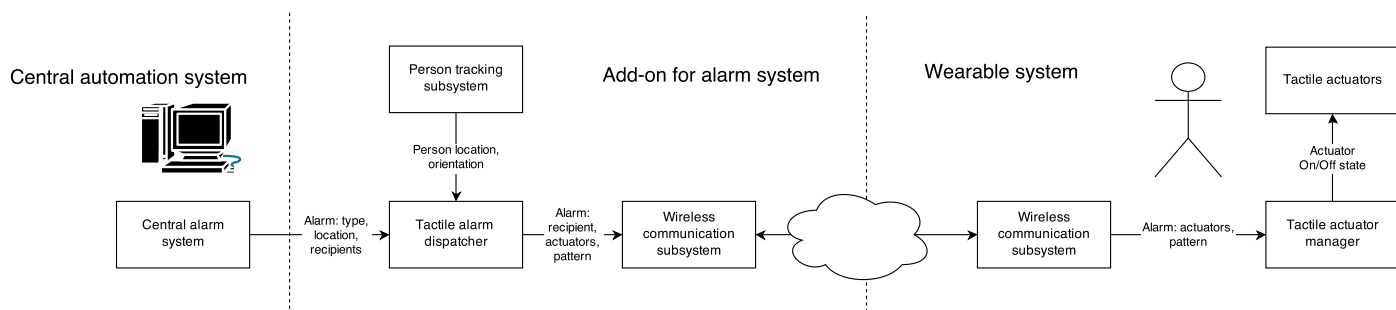 Central automation system
Central alarm
system
Alarm: type,
location,
recipients
Person tracking
subsystem
Person location,
orientation
Tactile alarm
dispatcher
Add-on for alarm system
Alarm:
recipient,
actuators,
pattern
Wireless
communication
subsystem
Wearable system
Wireless
communication
subsystem
Alarm: actuators,
pattern
Tactile actuators
Actuator
On/Off state
Tactile actuator
manager